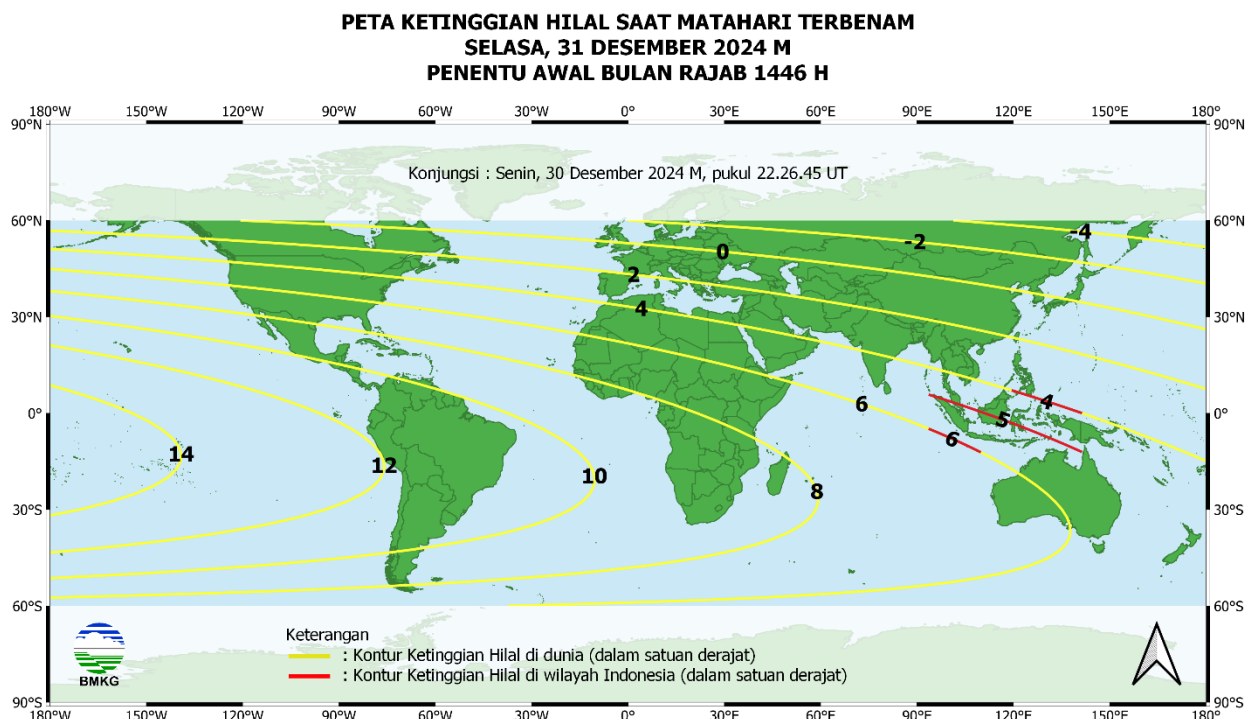 PETA KETINGGIAN HILAL SAAT MATAHARI TERBENAM
SELASA, 31 DESEMBER 2024 M
PENENTU AWAL BULAN RAJAB 1446 H
180°W 150°W 120°W 90°W 60°W 30°W 0° 30°E 60°E 90°E 120°E 150°E 180°
90°N 90°N
Konjungsi : Senin, 30 Desember 2024 M, pukul 22.26.45 UT
60°N 60°N
-4
-2
0
2
30°N 4 30°N
6 4
0° 5 0°
6
14 12 10 8
30°S 30°S
60°S 60°S
Keterangan
: Kontur Ketinggian Hilal di dunia (dalam satuan derajat)
: Kontur Ketinggian Hilal di wilayah Indonesia (dalam satuan derajat)
BMKG
90°S 90°S
180°W 150°W 120°W 90°W 60°W 30°W 0° 30°E 60°E 90°E 120°E 150°E 180°